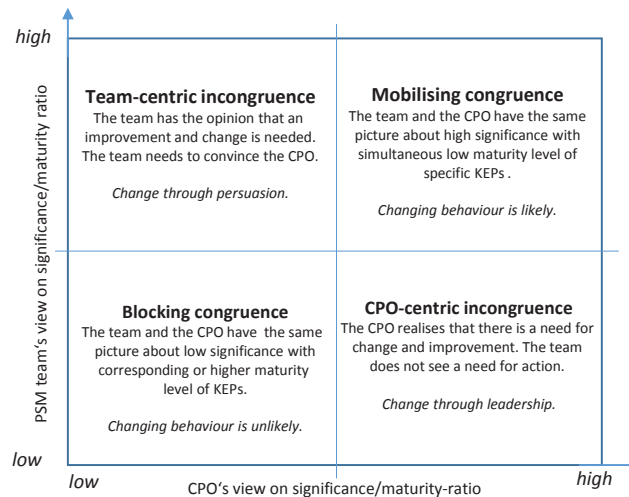 high
Team-centric incongruence
The team has the opinion that an
improvement and change is needed.
The team needs to convince the CPO.
Change through persuasion.
Mobilising congruence
The team and the CPO have the same
picture about high significance with
simultaneous low maturity level of
specific KEPs .
Changing behaviour is likely.
PSM team‘s view on significance/maturity ratio
Blocking congruence
The team and the CPO have the same
picture about low significance with
corresponding or higher maturity
level of KEPs.
Changing behaviour is unlikely.
CPO-centric incongruence
The CPO realises that there is a need for
change and improvement. The team
does not see a need for action.
Change through leadership.
low
low
CPO‘s view on significance/maturity-ratio
high